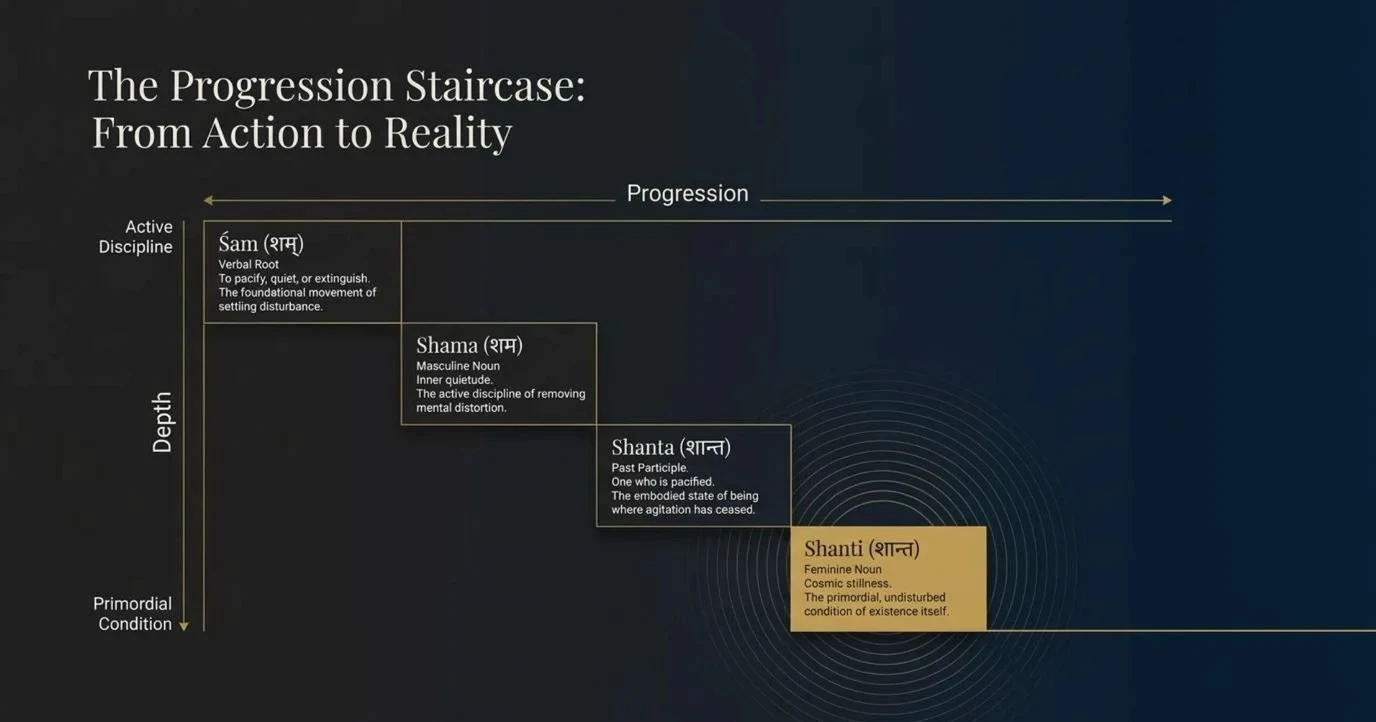 The Progression Staircase:
From Action to Reality
Progression
Active
Discipline
Śam (शम्)
Verbal Root
To pacify, quiet, or extinguish.
The foundational movement of
settling disturbance.
Shama (शम)
Masculine Noun
Inner quietude.
The active discipline of removing
mental distortion.
Depth
Shanta (शान्त)
Past Participle.
One who is pacified.
The embodied state of being
where agitation has ceased.
Shanti (शान्त)
Feminine Noun
Cosmic stillness.
The primordial, undisturbed
condition of existence itself.
Primordial
Condition